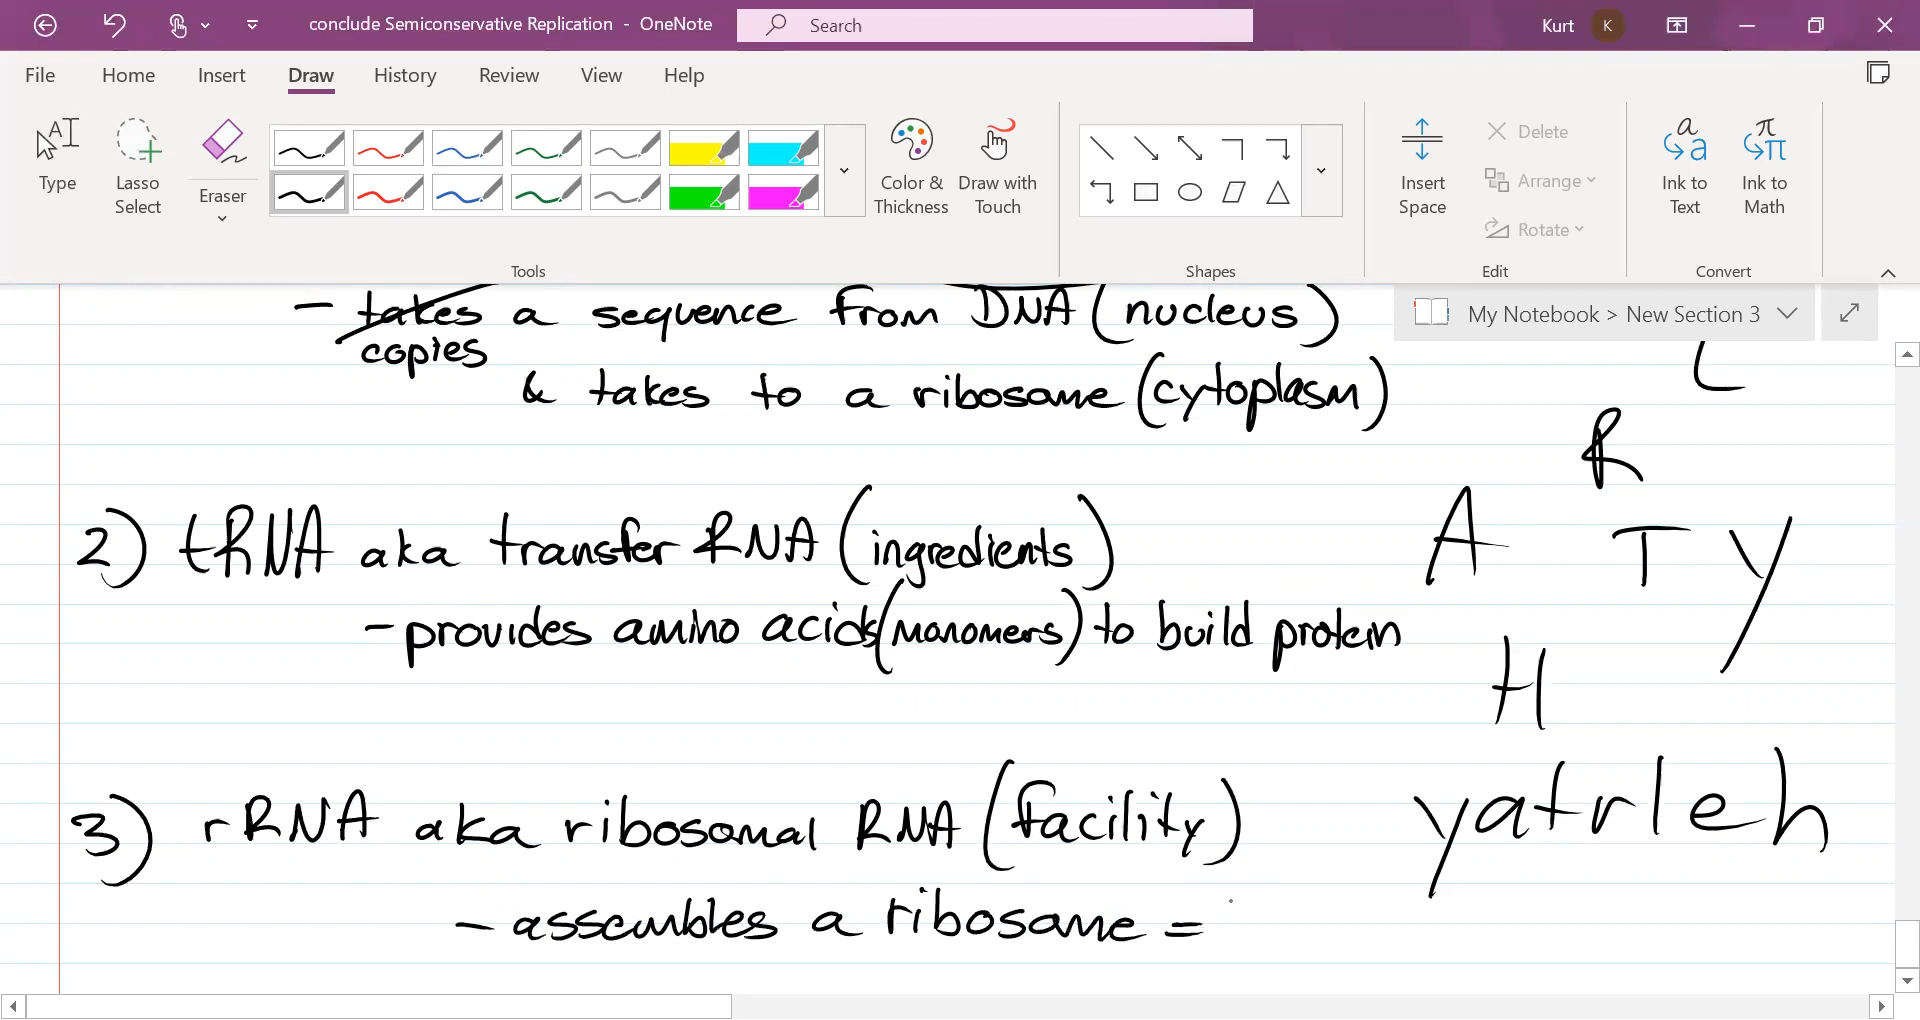 conclude Semiconservative Replication - OneNote
Search
Kurt K
File Home Insert Draw History Review View Help
Type
Lasso Select
Eraser
Color & Thickness
Draw with Touch
Insert Space
Delete
Arrange
Rotate
Ink to Text
Ink to Math
Tools Shapes Edit Convert
My Notebook > New Section 3
- takes a sequence from DNA (nucleus)
copies
& takes to a ribosome (cytoplasm)
L
R
A T Y
H
2) tRNA aka transfer RNA (ingredients)
- provides amino acids (monomers) to build protein
3) rRNA aka ribosomal RNA (facility)
yatrleh
- assembles a ribosome =